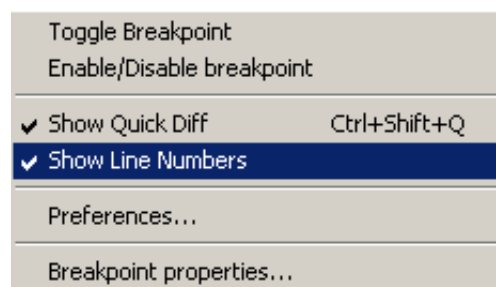 Toggle Breakpoint
Enable/Disable breakpoint
Show Quick Diff Ctrl+Shift+Q
Show Line Numbers
Preferences...
Breakpoint properties...